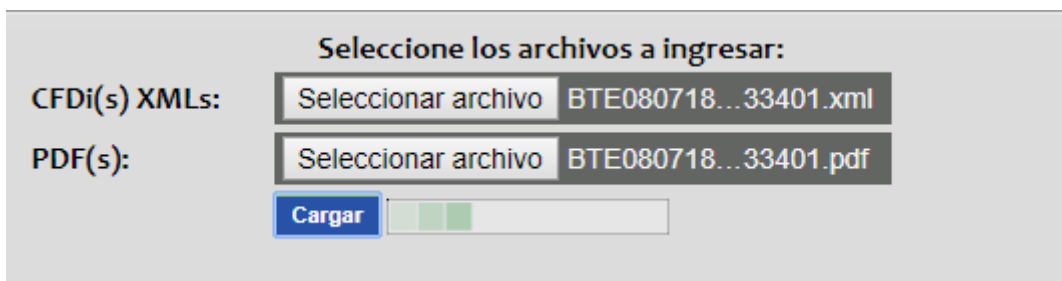 Seleccione los archivos a ingresar:
CFDi(s) XMLs: Seleccionar archivo BTE080718...33401.xml
PDF(s): Seleccionar archivo BTE080718...33401.pdf
Cargar